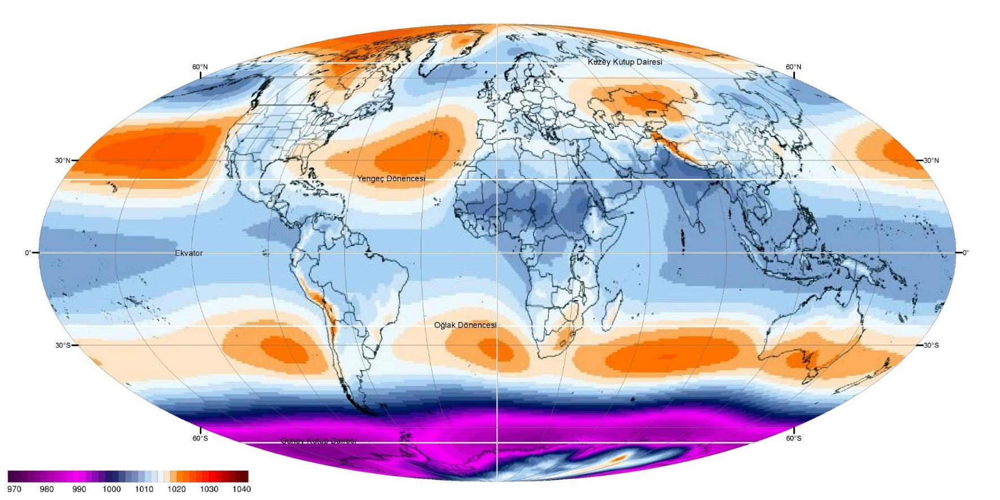 Kuzey Kutup Dairesi
60°N
60°N
30°N
30°N
Yengeç Dönencesi
0°
Ekvator
0°
Oğlak Dönencesi
30°S
30°S
60°S
Güney Kutup Dairesi
60°S
970 980 990 1000 1010 1020 1030 1040